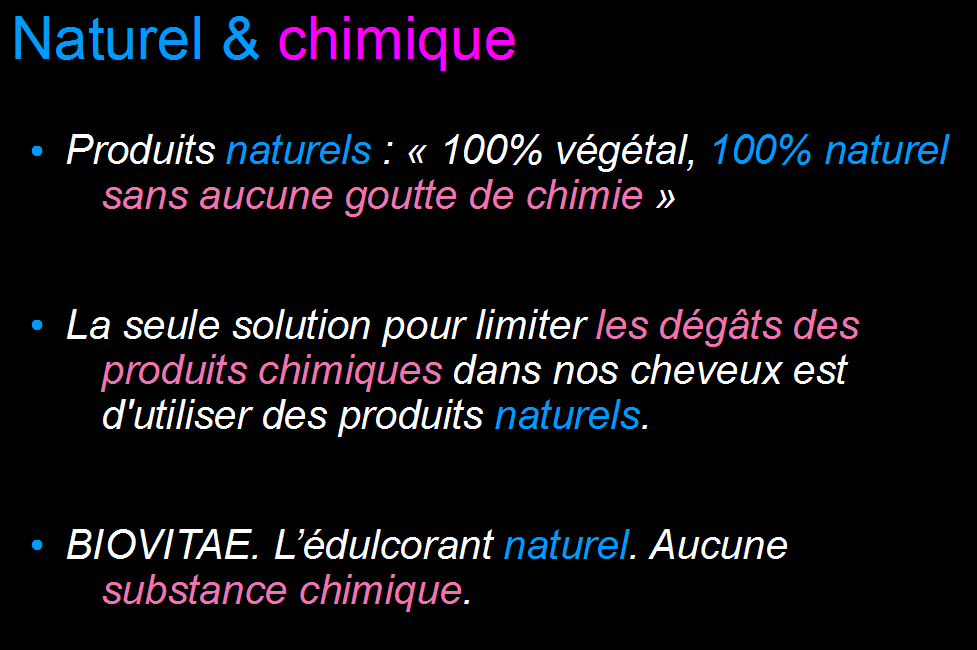 Naturel & chimique
• Produits naturels : « 100% végétal, 100% naturel
sans aucune goutte de chimie »
• La seule solution pour limiter les dégâts des
produits chimiques dans nos cheveux est
d'utiliser des produits naturels.
• BIOVITAE. L’édulcorant naturel. Aucune
substance chimique.